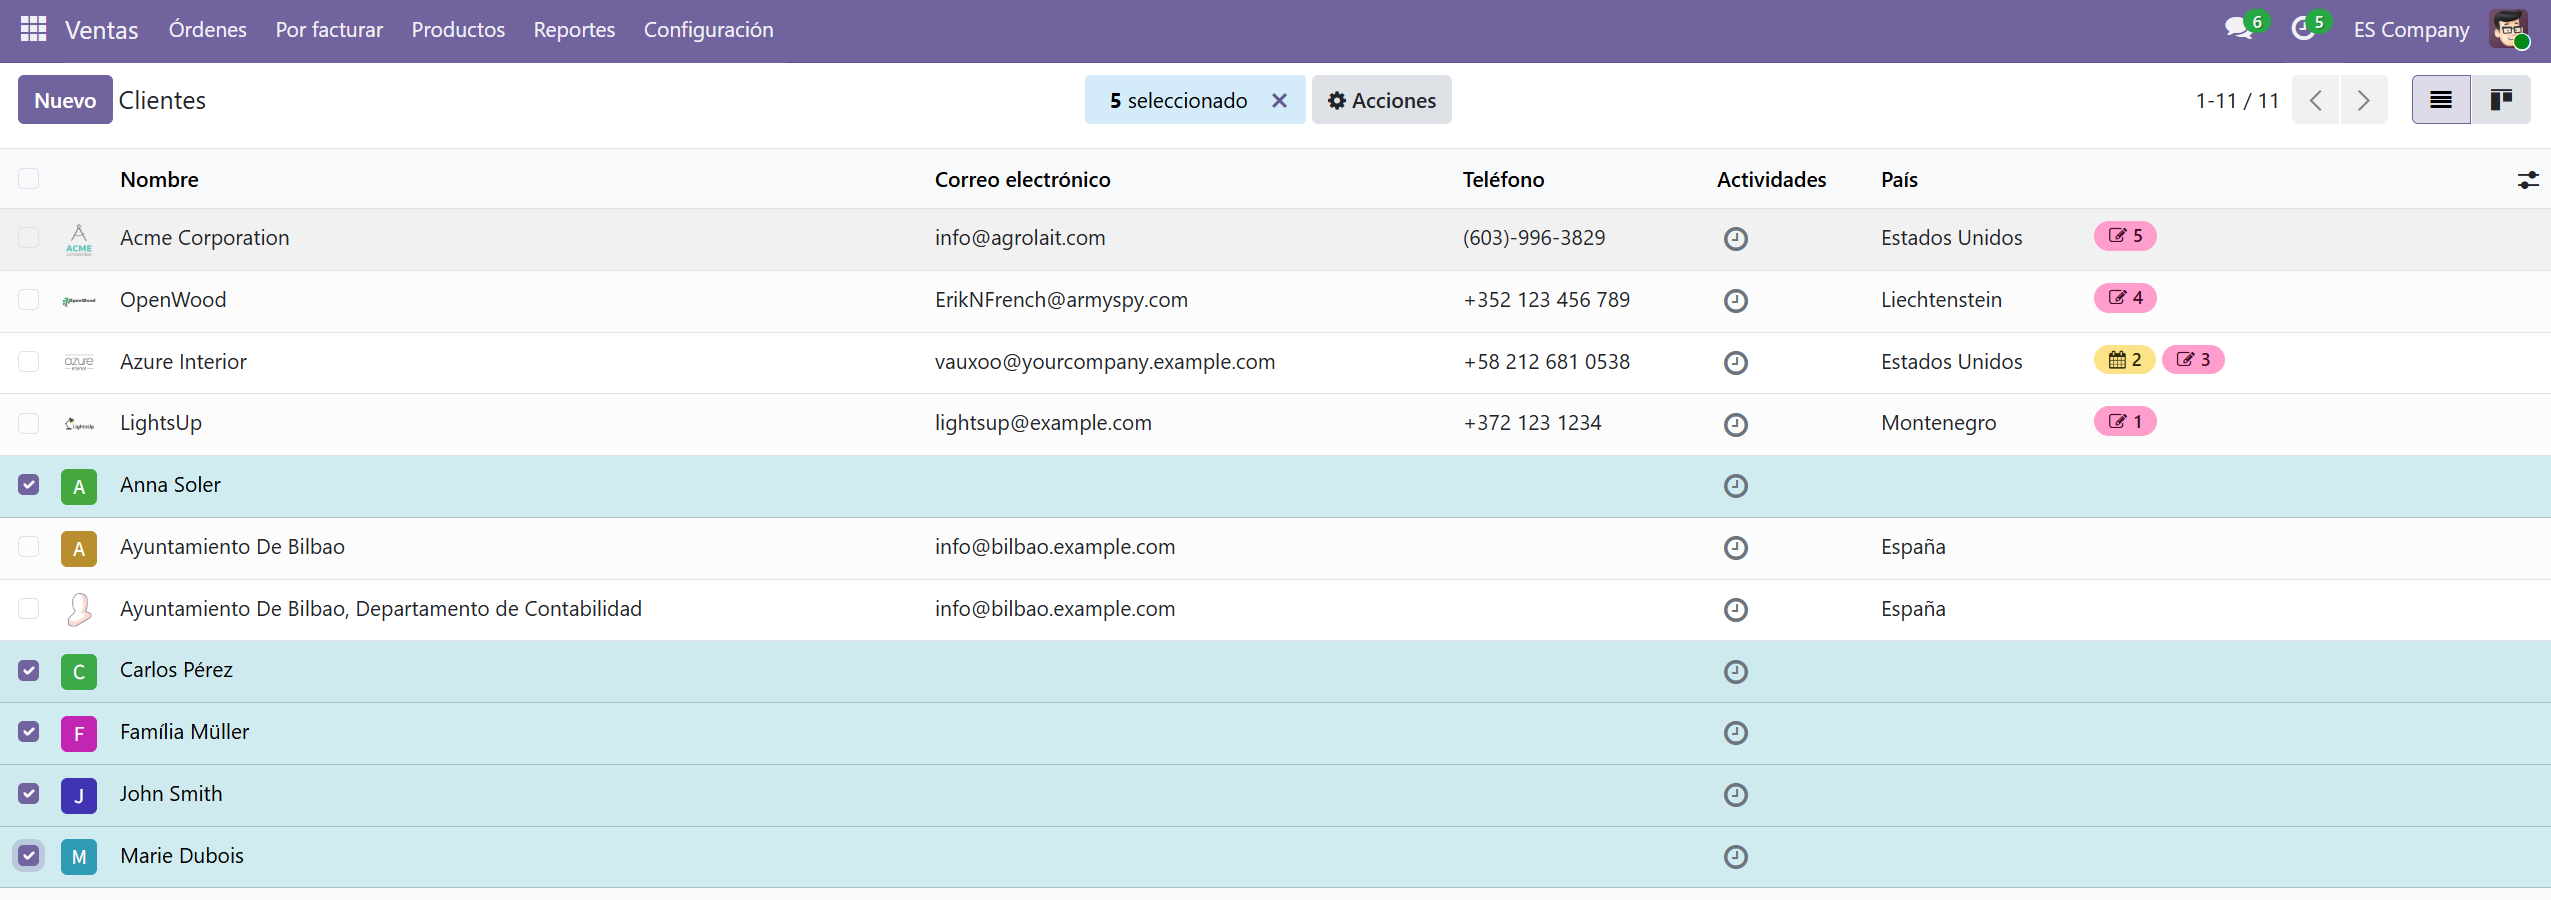 Ventas Órdenes Por facturar Productos Reportes Configuración 6 5 ES Company
Nuevo Clientes 5 seleccionado Acciones 1-11 / 11
Nombre Correo electrónico Teléfono Actividades País
ACME Acme Corporation info@agrolait.com (603)-996-3829 Estados Unidos 5
OpenWood OpenWood ErikNFrench@armyspy.com +352 123 456 789 Liechtenstein 4
azure interior Azure Interior vauxoo@yourcompany.example.com +58 212 681 0538 Estados Unidos 2 3
LightsUp LightsUp lightsup@example.com +372 123 1234 Montenegro 1
A Anna Soler
A Ayuntamiento De Bilbao info@bilbao.example.com España
Ayuntamiento De Bilbao, Departamento de Contabilidad info@bilbao.example.com España
C Carlos Pérez
F Família Müller
J John Smith
M Marie Dubois